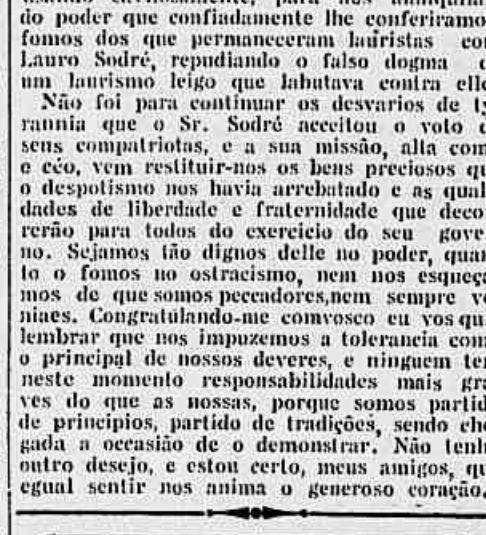 do poder que confiadamente lhe conferiramo
fomos dos que permaneceram lauristas con
Lauro Sodré, repudiando o falso dogma d
um laurismo leigo que labutava contra elle
Não foi para continuar os desvarios de ty
rannia que o Sr. Sodré acceitou o voto d
seus compatriotas, e a sua missão, alta com
o céo, vem restituir-nos os bens preciosos qu
o despotismo nos havia arrebatado e as quali
dades de liberdade e fraternidade que decor
rerão para todos do exercicio do seu gover
no. Sejamos tão dignos delle no poder, quan
to o fomos no ostracismo, nem nos esqueça
mos de que somos peccadores, nem sempre ve
niaes. Congratulando-me comvosco eu vos que
lembrar que nos impuzemos a tolerancia com
o principal de nossos deveres, e ninguem tem
neste momento responsabilidades mais gra
ves do que as nossas, porque somos partid
de principios, partido de tradições, sendo che
gada a occasião de o demonstrar. Não tenh
outro desejo, e estou certo, meus amigos, qu
egual sentir nos anima o generoso coração.